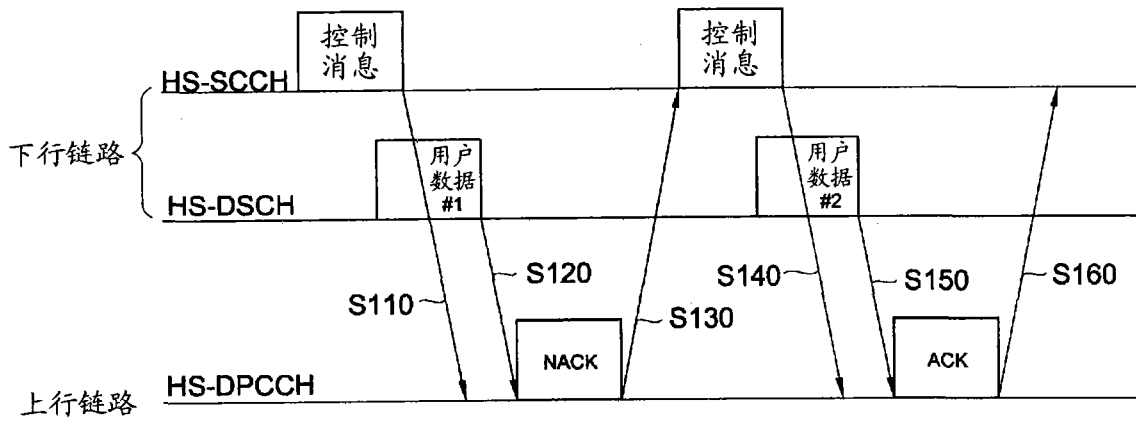 控制
消息
控制
消息
HS-SCCH
下行链路
用户
数据
#1
用户
数据
#2
HS-DSCH
S120
S150
S160
S110
S130
S140
NACK
ACK
HS-DPCCH
上行链路